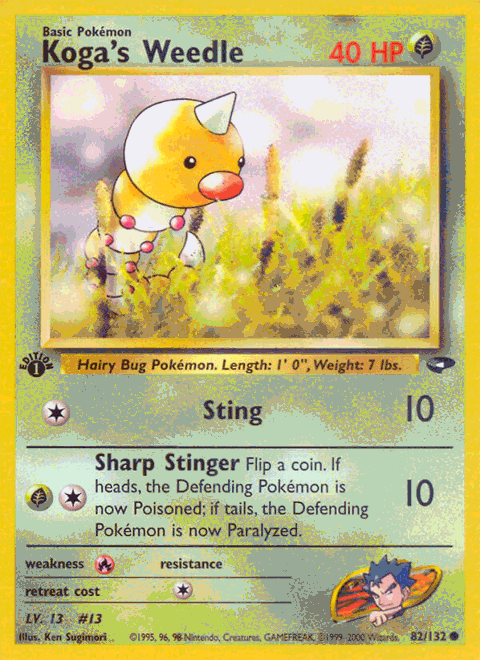 Basic Pokémon
Koga's Weedle 40 HP
EDITION
1
Hairy Bug Pokémon. Length: 1' 0", Weight: 7 lbs.
Sting 10
Sharp Stinger Flip a coin. If
heads, the Defending Pokémon is
now Poisoned; if tails, the Defending
Pokémon is now Paralyzed.
10
weakness resistance
retreat cost
LV. 13 #13
Illus. Ken Sugimori ©1995, 96, 98 Nintendo, Creatures, GAMEFREAK, ©1999-2000 Wizards. 82/132